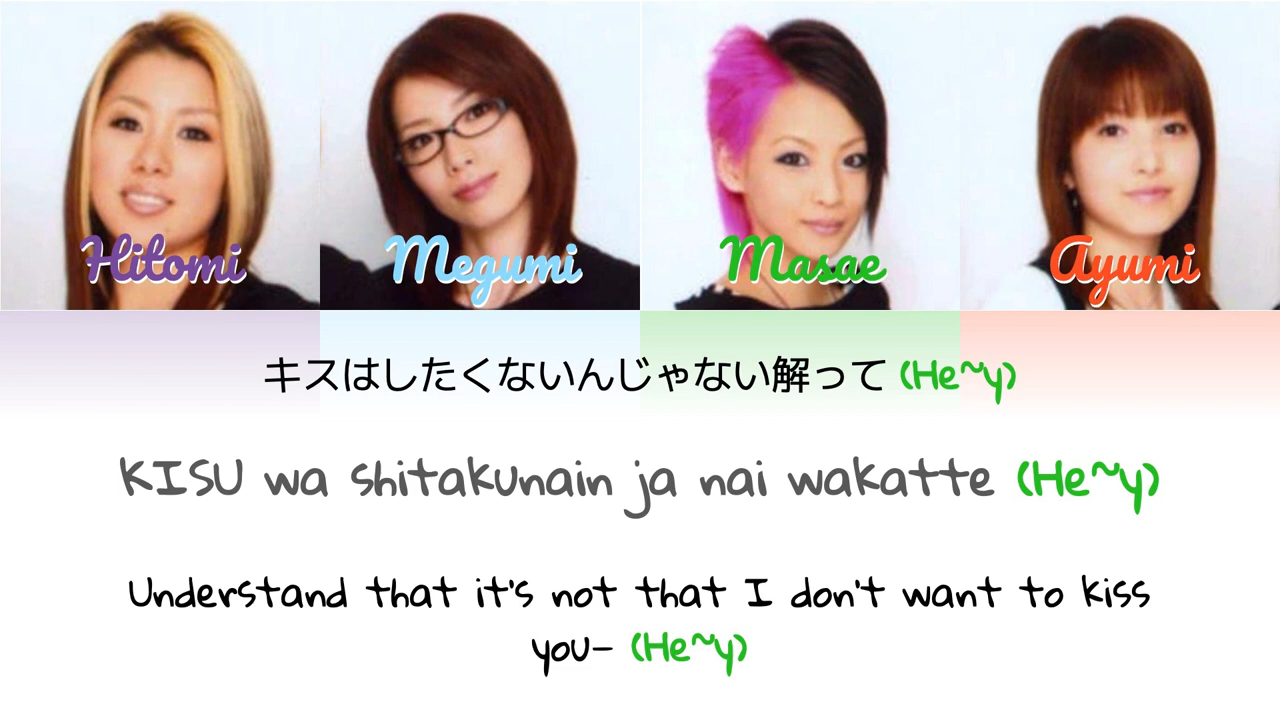 Hitomi
Megumi
Masae
Ayumi
キスはしたくないんじゃない解って (He~y)
KISU wa shitakunain ja nai wakatte (He~y)
Understand that it's not that I don't want to kiss
you- (He~y)